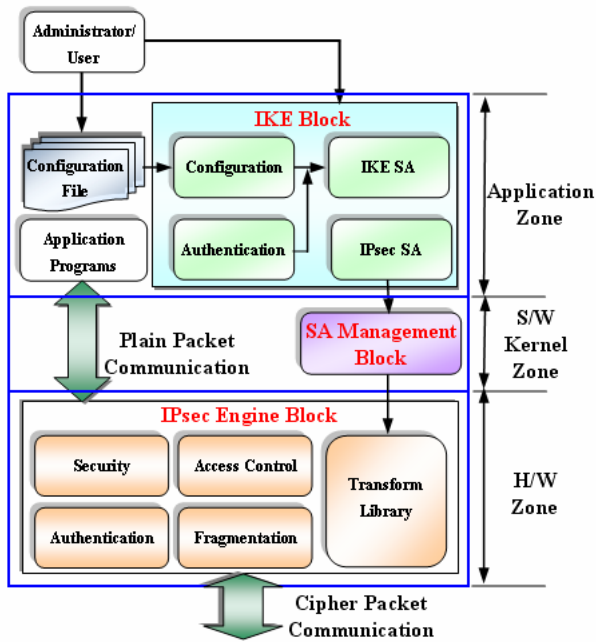 Administrator/
User
IKE Block
Configuration
File
Configuration
IKE SA
Application
Zone
Application
Programs
Authentication
IPsec SA
Plain Packet
Communication
SA Management
Block
S/W
Kernel
Zone
IPsec Engine Block
Security
Access Control
Transform
Library
H/W
Zone
Authentication
Fragmentation
Cipher Packet
Communication